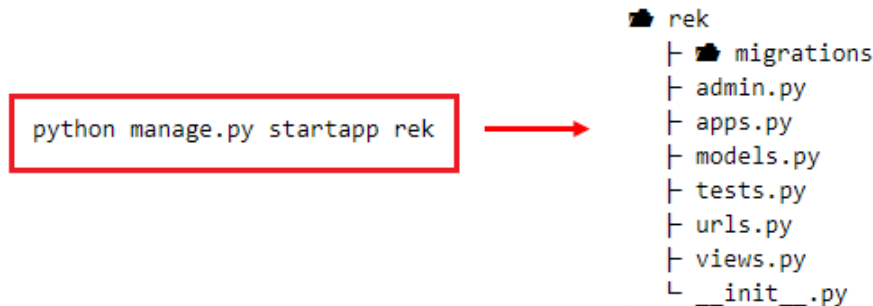 python manage.py startapp rek
rek
migrations
admin.py
apps.py
models.py
tests.py
urls.py
views.py
__init__.py